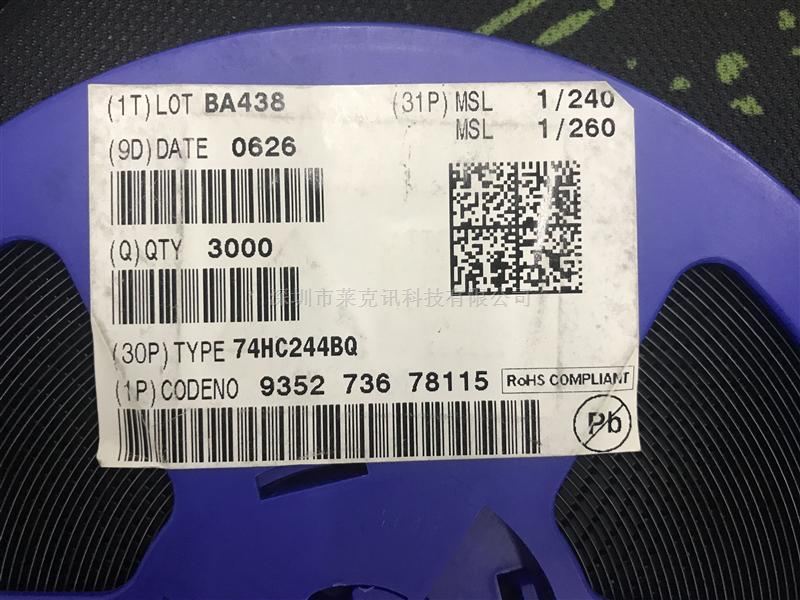 (1T)LOT BA438
(31P) MSL 1/240
MSL 1/260
(9D)DATE 0626
(Q)QTY 3000
深圳市莱克讯科技有限公司
(30P)TYPE 74HC244BQ
(1P)CODENO 9352 736 78115
RoHS COMPLIANT
Pb